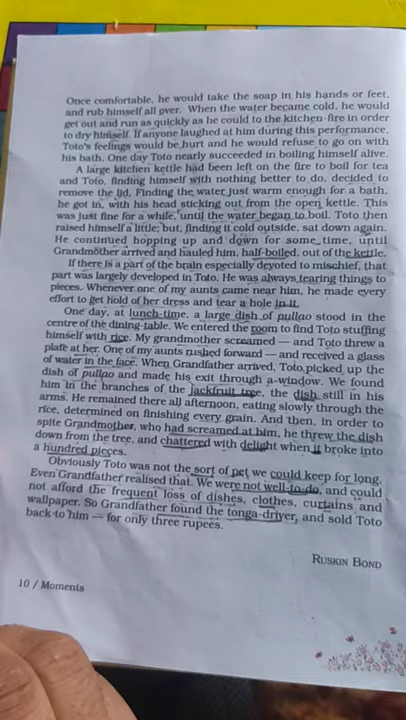 Once comfortable, he would take the soap in his hands or feet,
and rub himself all over. When the water became cold, he would
get out and run as quickly as he could to the kitchen-fire in order
to dry himself. If anyone laughed at him during this performance,
Toto's feelings would be hurt and he would refuse to go on with
his bath. One day Toto nearly succeeded in boiling himself alive.
A large kitchen kettle had been left on the fire to boil for tea
and Toto, finding himself with nothing better to do, decided to
remove the lid. Finding the water just warm enough for a bath,
he got in, with his head sticking out from the open kettle. This
was just fine for a while, until the water began to boil. Toto then
raised himself a little; but, finding it cold outside, sat down again.
He continued hopping up and down for some time, until
Grandmother arrived and hauled him, half-boiled, out of the kettle.
If there is a part of the brain especially devoted to mischief, that
part was largely developed in Toto. He was always tearing things to
pieces. Whenever one of my aunts came near him, he made every
effort to get hold of her dress and tear a hole in it.
One day, at lunch-time, a large dish of pullao stood in the
centre of the dining-table. We entered the room to find Toto stuffing
himself with rice. My grandmother screamed — and Toto threw a
plate at her. One of my aunts rushed forward — and received a glass
of water in the face. When Grandfather arrived, Toto picked up the
dish of pullao and made his exit through a window. We found
him in the branches of the jackfruit tree, the dish still in his
arms. He remained there all afternoon, eating slowly through the
rice, determined on finishing every grain. And then, in order to
spite Grandmother, who had screamed at him, he threw the dish
down from the tree, and chattered with delight when it broke into
a hundred pieces.
Obviously Toto was not the sort of pet we could keep for long.
Even Grandfather realised that. We were not well-to-do, and could
not afford the frequent loss of dishes, clothes, curtains and
wallpaper. So Grandfather found the tonga-driver, and sold Toto
back to him — for only three rupees.
RUSKIN BOND
10 / Moments